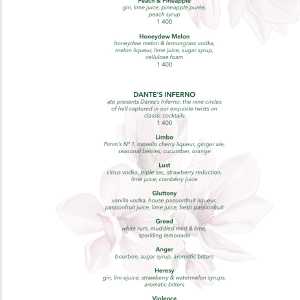 Peach & Pineapple
gin, lime juice, pineapple purée,
peach syrup
1 400
Honeydew Melon
honeydew melon & lemongrass vodka,
melon liqueur, lime juice, sugar syrup,
velluture foam
1 400
DANTE'S INFERNO
ate presents Dante's Inferno: the nine circles
of hell captured in our exquisite twists on
classic cocktails.
1 400
Limbo
Pimm's Nº 1, morello cherry liqueur, ginger ale,
seasonal berries, cucumber, orange
Lust
citrus vodka, triple sec, strawberry reduction,
lime juice, cranberry juice
Gluttony
vanilla vodka, house passionfruit liqueur,
passionfruit juice, lime juice, fresh passionfruit
Greed
white rum, muddled mint & lime,
sparkling lemonade
Anger
bourbon, sugar syrup, aromatic bitters
Heresy
gin, lime juice, strawberry & watermelon syrups,
aromatic bitters
Violence